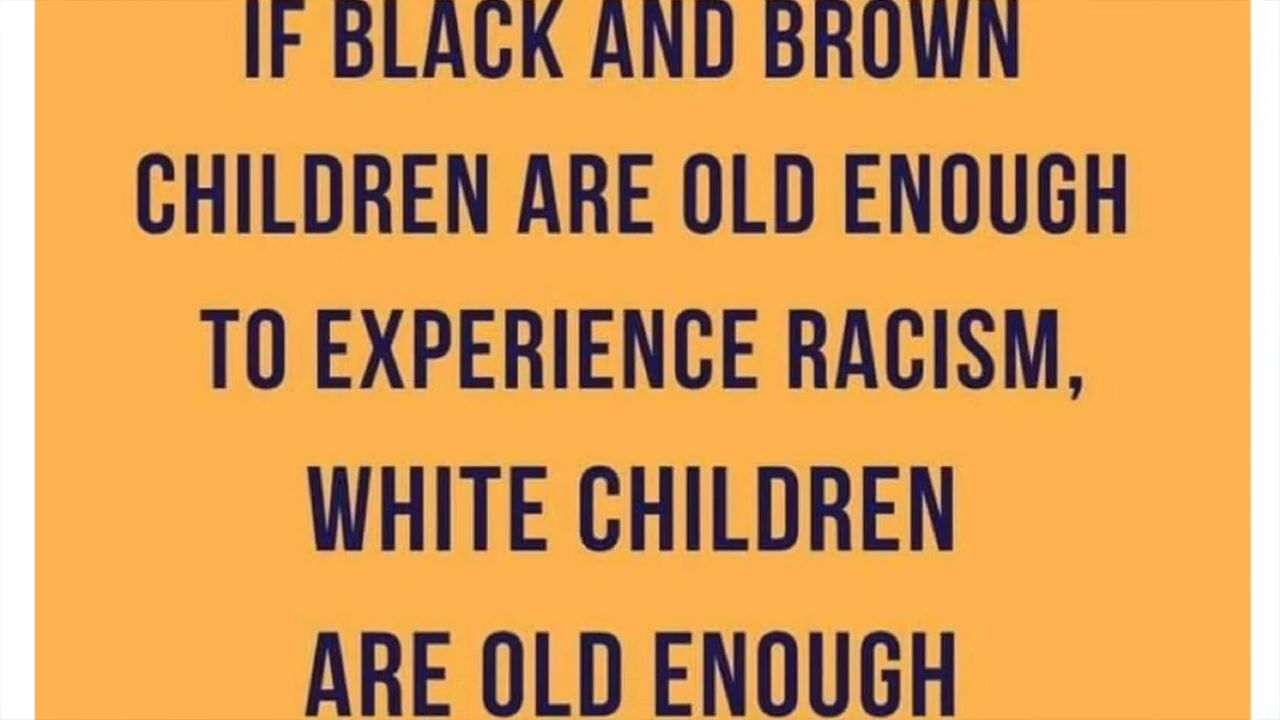 IF BLACK AND BROWN
CHILDREN ARE OLD ENOUGH
TO EXPERIENCE RACISM,
WHITE CHILDREN
ARE OLD ENOUGH